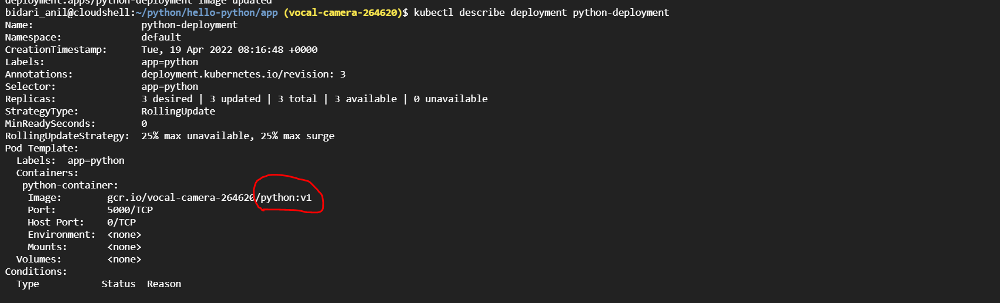 deployment.apps/python-deployment image updated
bidari_anil@cloudshell:~/python/hello-python/app (vocal-camera-264620)$ kubectl describe deployment python-deployment
Name:                   python-deployment
Namespace:              default
CreationTimestamp:      Tue, 19 Apr 2022 08:16:48 +0000
Labels:                 app=python
Annotations:            deployment.kubernetes.io/revision: 3
Selector:               app=python
Replicas:               3 desired | 3 updated | 3 total | 3 available | 0 unavailable
StrategyType:           RollingUpdate
MinReadySeconds:        0
RollingUpdateStrategy:  25% max unavailable, 25% max surge
Pod Template:
  Labels:  app=python
  Containers:
   python-container:
    Image:        gcr.io/vocal-camera-264620/python:v1
    Port:         5000/TCP
    Host Port:    0/TCP
    Environment:  <none>
    Mounts:       <none>
  Volumes:        <none>
Conditions:
  Type           Status  Reason